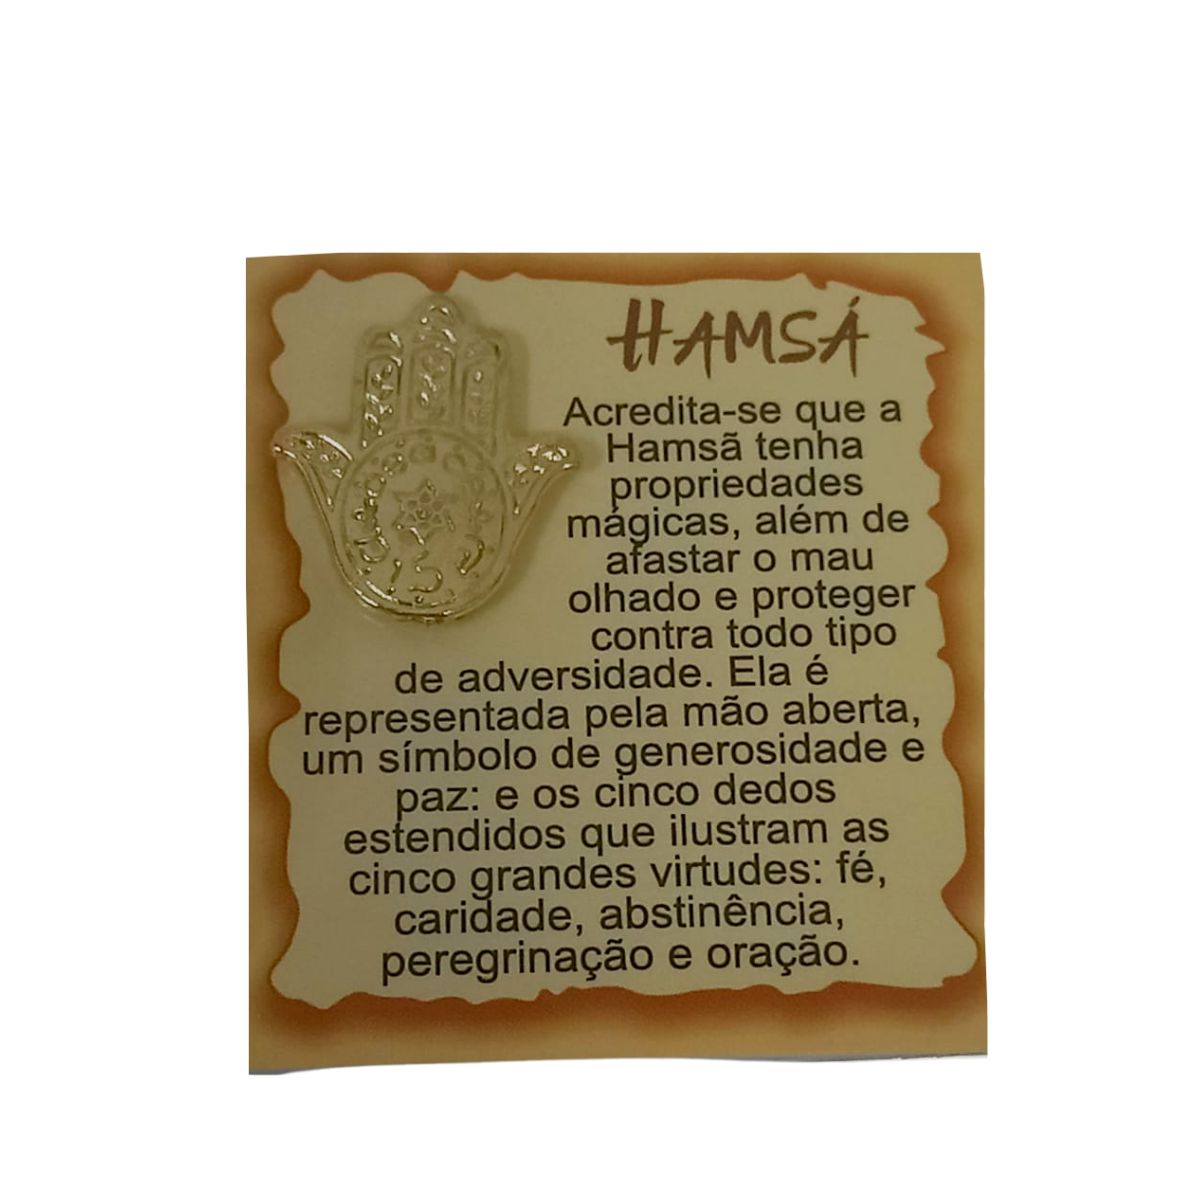 HAMSÁ
Acredita-se que a
Hamsã tenha
propriedades
mágicas, além de
afastar o mau
olhado e proteger
contra todo tipo
de adversidade. Ela é
representada pela mão aberta,
um símbolo de generosidade e
paz: e os cinco dedos
estendidos que ilustram as
cinco grandes virtudes: fé,
caridade, abstinência,
peregrinação e oração.